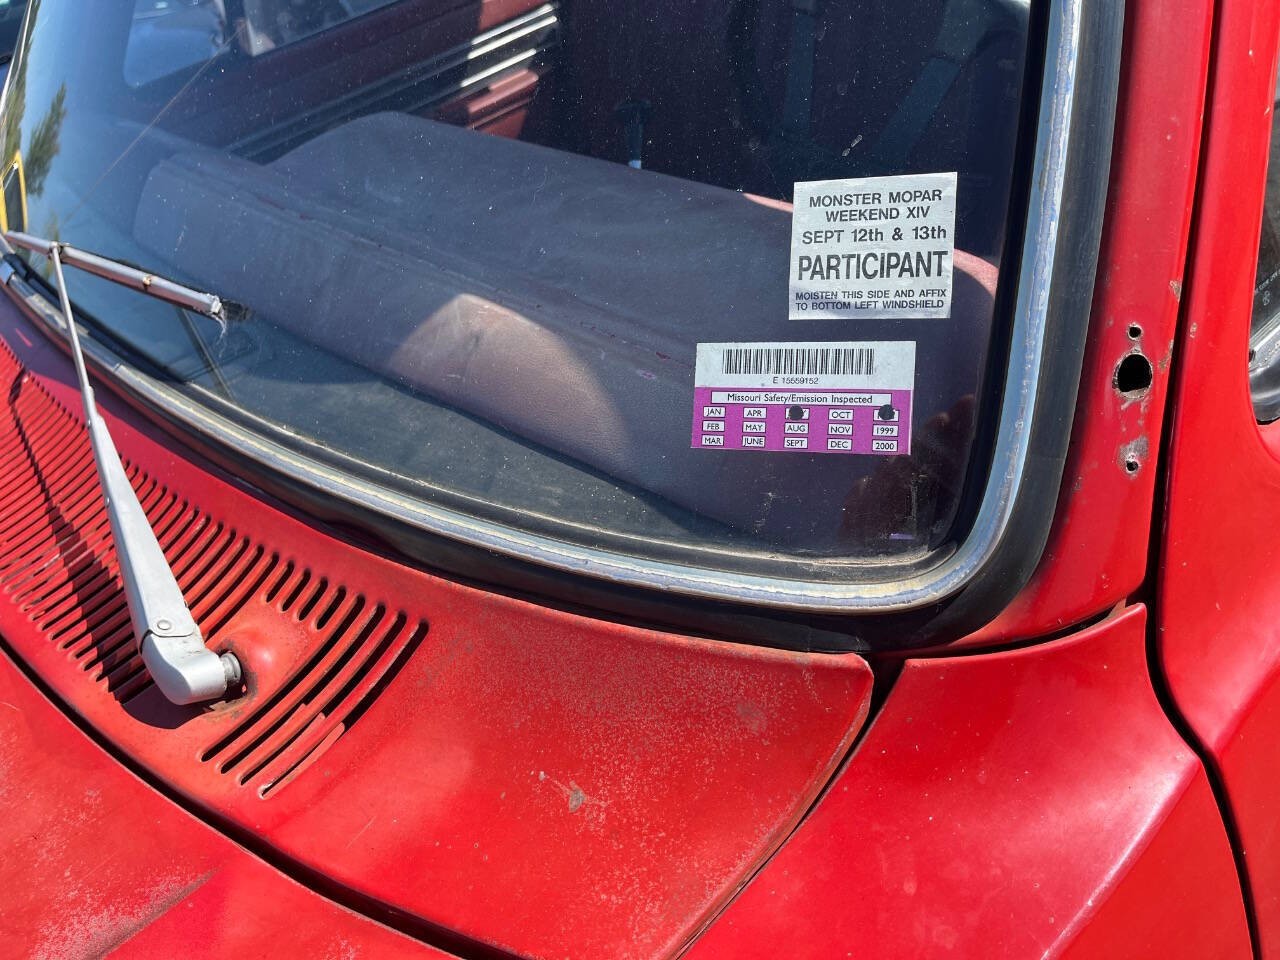 MONSTER MOPAR
WEEKEND XIV
SEPT 12th & 13th
PARTICIPANT
MOISTEN THIS SIDE AND AFFIX
TO BOTTOM LEFT WINDSHIELD
E 15559152
Missouri Safety/Emission Inspected
JAN APR OCT
FEB MAY AUG NOV 1999
MAR JUNE SEPT DEC 2000